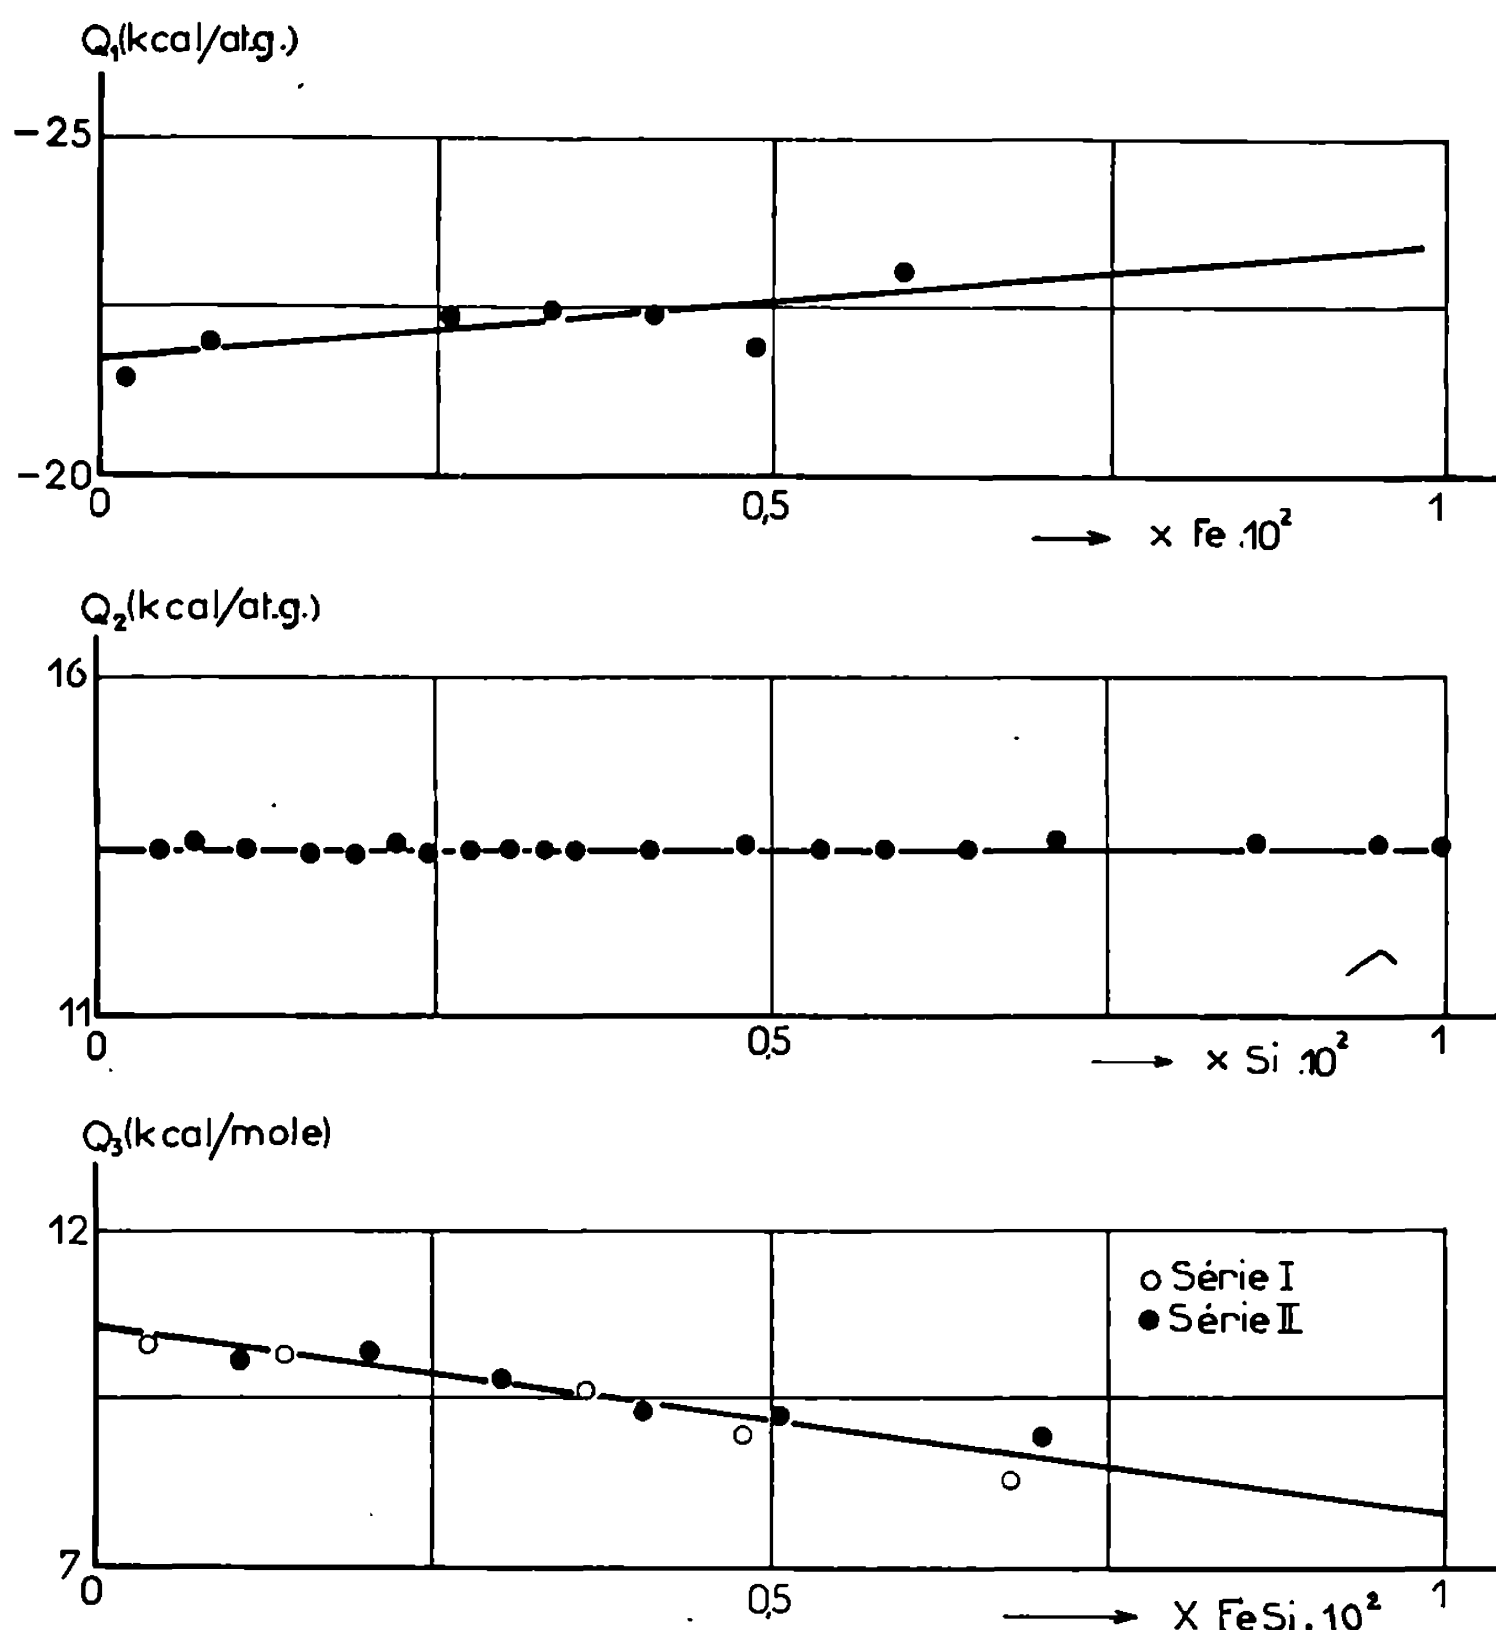 Q₁(kcal/at.g.)
-25
-20
0 0,5 1
x Fe .10²
Q₂(kcal/at.g.)
16
11
0 0,5 1
x Si .10²
Q₃(kcal/mole)
12
Série I
Série II
7
0 0,5 1
X FeSi.10²